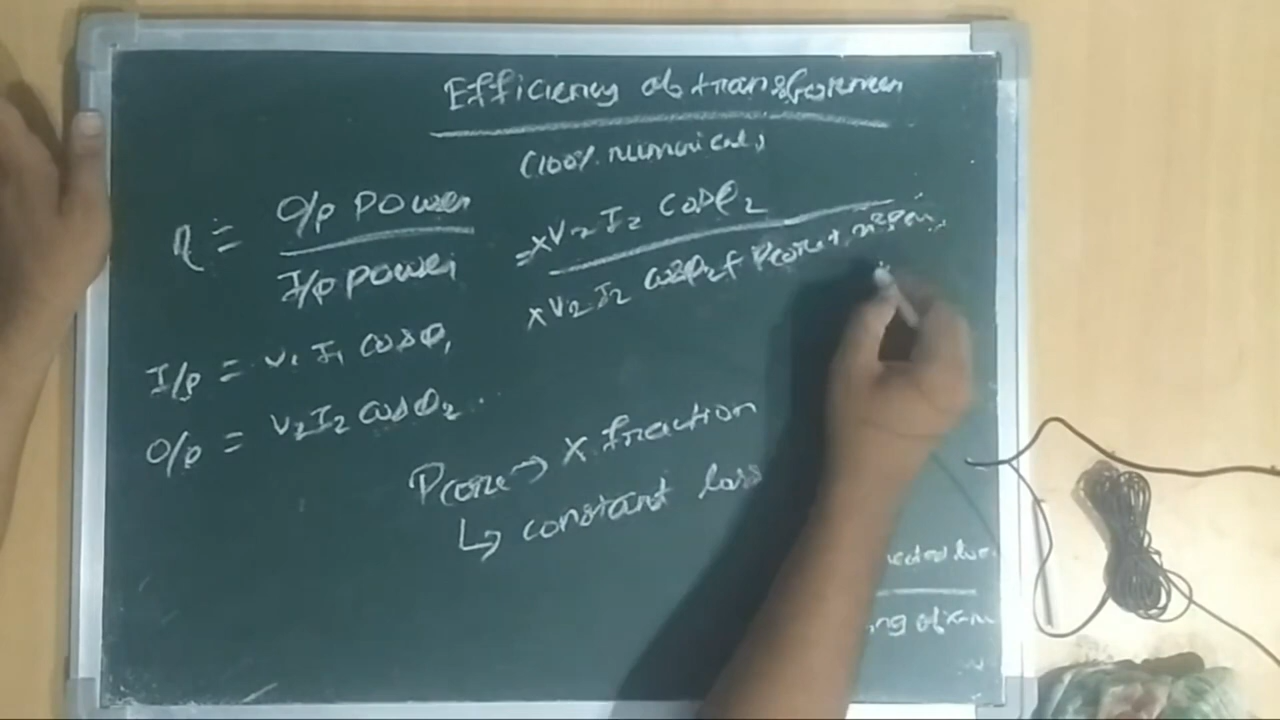 Efficiency of transformer
(100% numerical)
η = O/p power / I/p power = xV2 I2 cosφ2 / xV2 I2 cosφ2 + Pcore + x²Pcu
I/p = V1 I1 cosφ1
O/p = V2 I2 cosφ2
Pcore → x fraction
↳ constant loss